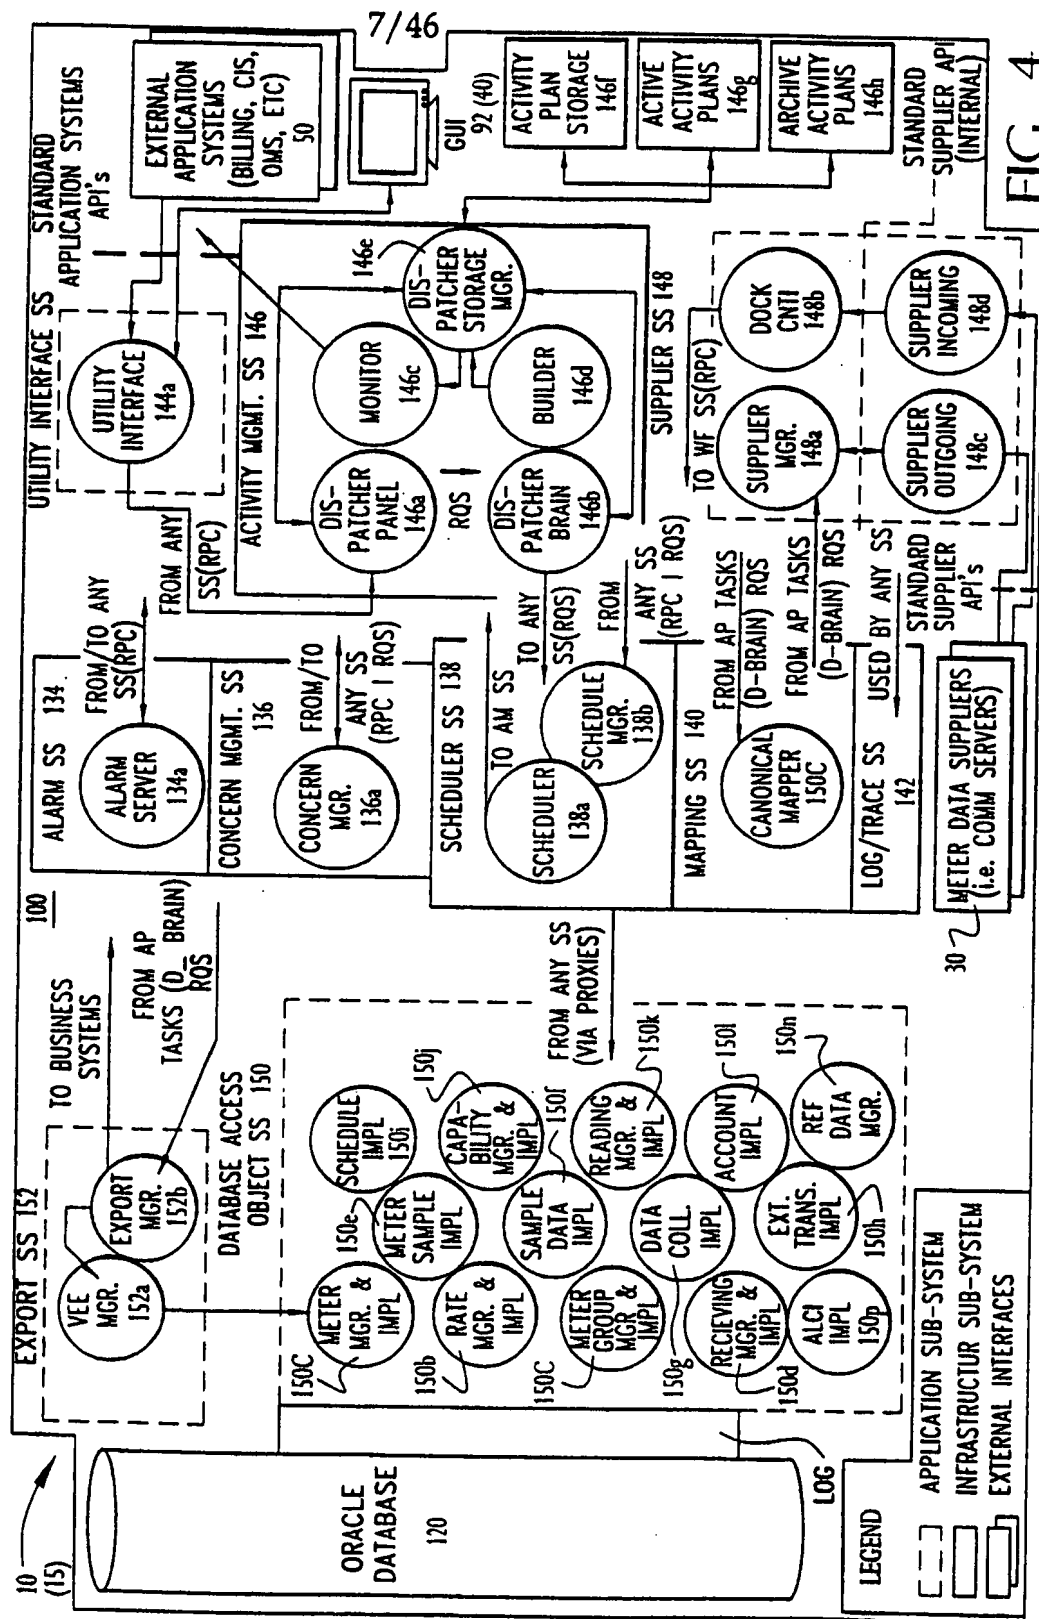 7/46
10
(15)
100
EXPORT SS 152
VEE
MGR.
152a
EXPORT
MGR.
152b
TO BUSINESS
SYSTEMS
FROM AP
TASKS (D_ BRAIN)
RQS
DATABASE ACCESS
OBJECT SS 150
ORACLE
DATABASE
120
LOG
150C
METER
MGR. &
IMPL
150e
METER
SAMPLE
IMPL
SCHEDULE
IMPL
150i
150b
RATE
MGR. &
IMPL
150j
CAPA-
BILITY
MGR. &
IMPL
150f
SAMPLE
DATA
IMPL
150C
METER
GROUP
MGR &
IMPL
READING
MGR. &
IMPL
150k
150g
DATA
COLL.
IMPL
RECIEVING
MGR. &
IMPL
150d
ACCOUNT
IMPL
150l
EXT.
TRANS.
IMPL
150h
ALCI
IMPL
150p
REF
DATA
MGR.
150n
FROM ANY SS
(VIA PROXIES)
LEGEND
APPLICATION SUB-SYSTEM
INFRASTRUCTUR SUB-SYSTEM
EXTERNAL INTERFACES
ALARM SS 134
ALARM
SERVER
134a
FROM/TO ANY
SS(RPC)
CONCERN MGMT. SS
136
CONCERN
MGR.
136a
FROM/TO
ANY SS
(RPC | RQS)
SCHEDULER SS 138
SCHEDULER
138a
SCHEDULE
MGR.
138b
TO AM SS
TO ANY
SS(RQS)
FROM
ANY SS
(RPC | RQS)
MAPPING SS 140
CANONICAL
MAPPER
150C
FROM AP TASKS
(D-BRAIN) RQS
FROM AP TASKS
(D-BRAIN) RQS
LOG/TRACE SS
142
USED BY ANY SS
30
METER DATA SUPPLIERS
(i.e. COMM SERVERS)
STANDARD
SUPPLIER
API's
UTILITY INTERFACE SS
UTILITY
INTERFACE
144a
FROM ANY
SS(RPC)
STANDARD
APPLICATION SYSTEMS
API's
EXTERNAL
APPLICATION
SYSTEMS
(BILLING, CIS,
OMS, ETC)
50
GUI
92 (40)
ACTIVITY MGMT. SS 146
DIS-
PATCHER
PANEL
146a
RQS
DIS-
PATCHER
BRAIN
146b
MONITOR
146c
BUILDER
146d
DIS-
PATCHER
STORAGE
MGR.
146e
ACTIVITY
PLAN
STORAGE
146f
ACTIVE
ACTIVITY
PLANS
146g
ARCHIVE
ACTIVITY
PLANS
146h
SUPPLIER SS 148
TO WF SS(RPC)
SUPPLIER
MGR.
148a
DOCK
CNTl
148b
SUPPLIER
OUTGOING
148c
SUPPLIER
INCOMING
148d
STANDARD
SUPPLIER API
(INTERNAL)
FIG. 4